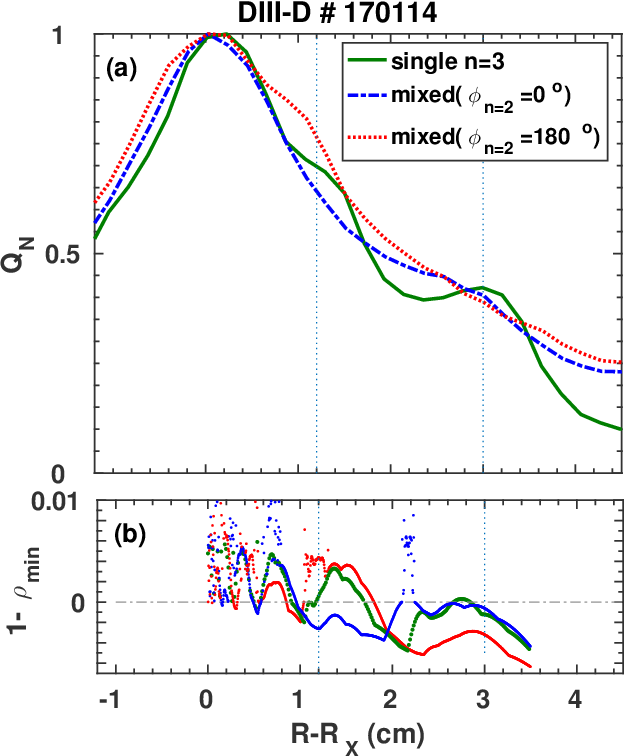 DIII-D # 170114
1
(a)
single n=3
mixed( ϕn=2 =0 o)
mixed( ϕn=2 =180 o)
0.5
QN
0
0.01
(b)
0
1- ρmin
-1 0 1 2 3 4
R-RX (cm)